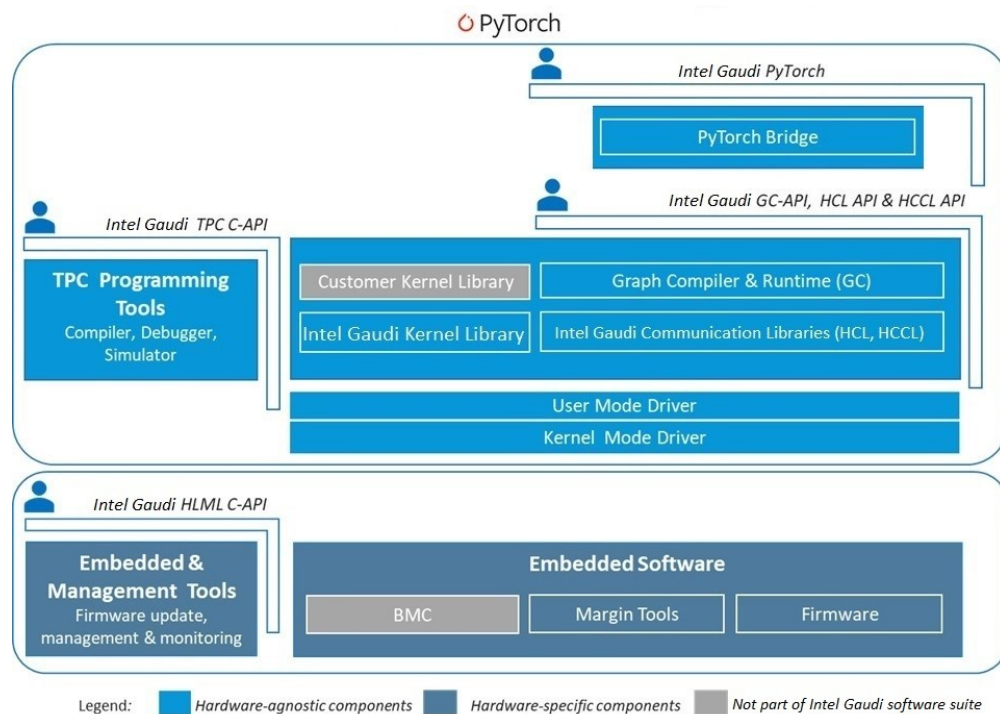 PyTorch
Intel Gaudi PyTorch
PyTorch Bridge
Intel Gaudi GC-API, HCL API & HCCL API
Intel Gaudi TPC C-API
TPC Programming
Tools
Compiler, Debugger,
Simulator
Customer Kernel Library
Graph Compiler & Runtime (GC)
Intel Gaudi Kernel Library
Intel Gaudi Communication Libraries (HCL, HCCL)
User Mode Driver
Kernel Mode Driver
Intel Gaudi HLML C-API
Embedded &
Management Tools
Firmware update,
management & monitoring
Embedded Software
BMC
Margin Tools
Firmware
Legend:
Hardware-agnostic components
Hardware-specific components
Not part of Intel Gaudi software suite